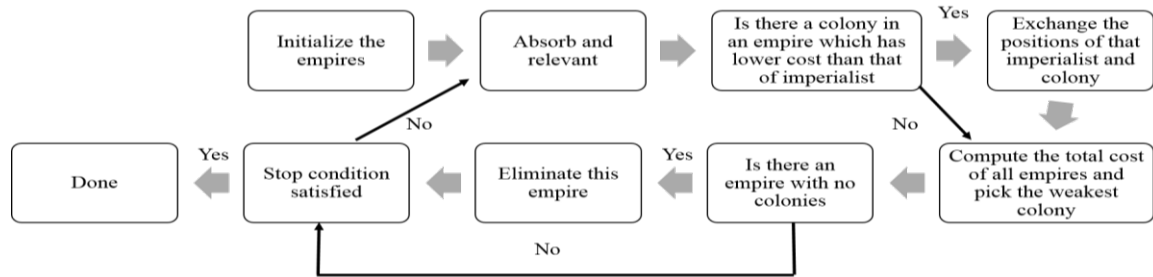 Initialize the
empires
Absorb and
relevant
Is there a colony in
an empire which has
lower cost than that
of imperialist
Yes
Exchange the
positions of that
imperialist and
colony
No
No
Done
Yes
Stop condition
satisfied
Eliminate this
empire
Yes
Is there an
empire with no
colonies
Compute the total cost
of all empires and
pick the weakest
colony
No